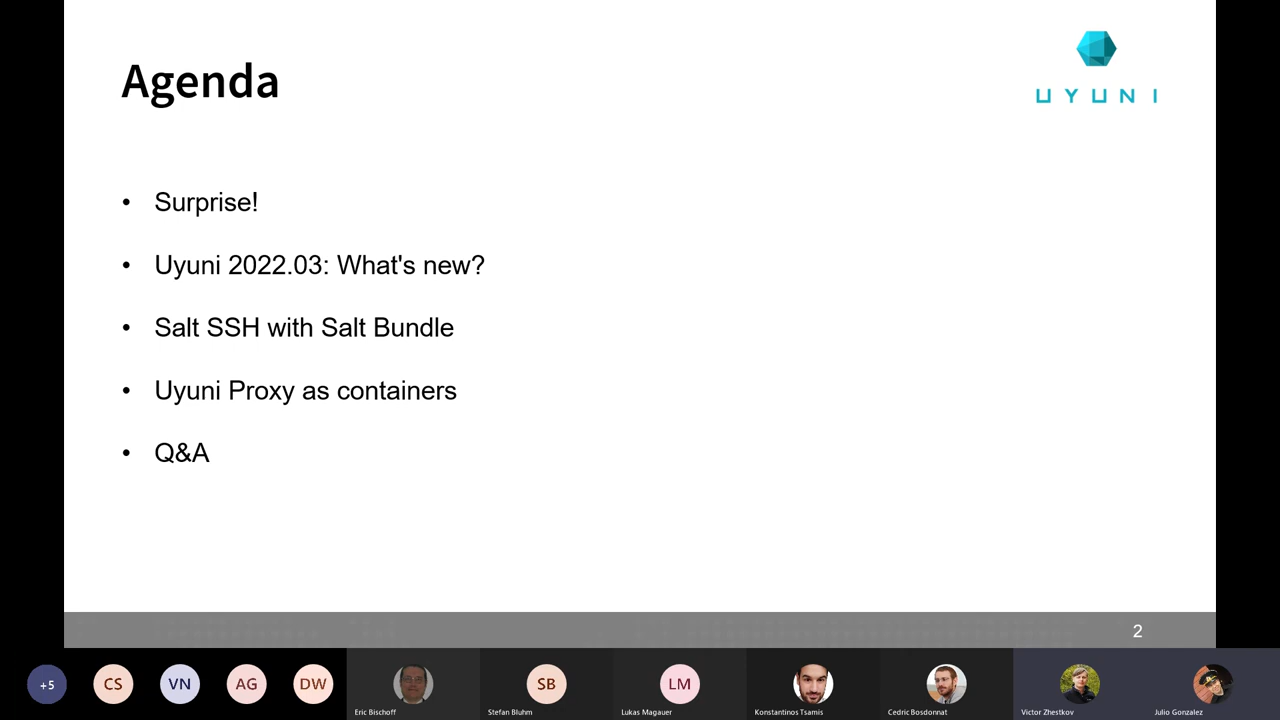 Agenda
UYUNI
• Surprise!
• Uyuni 2022.03: What's new?
• Salt SSH with Salt Bundle
• Uyuni Proxy as containers
• Q&A
2
+5
CS
VN
AG
DW
Eric Bischoff
SB
Stefan Bluhm
LM
Lukas Magauer
Konstantinos Tsamis
Cedric Bosdonnat
Victor Zhestkov
Julio Gonzalez